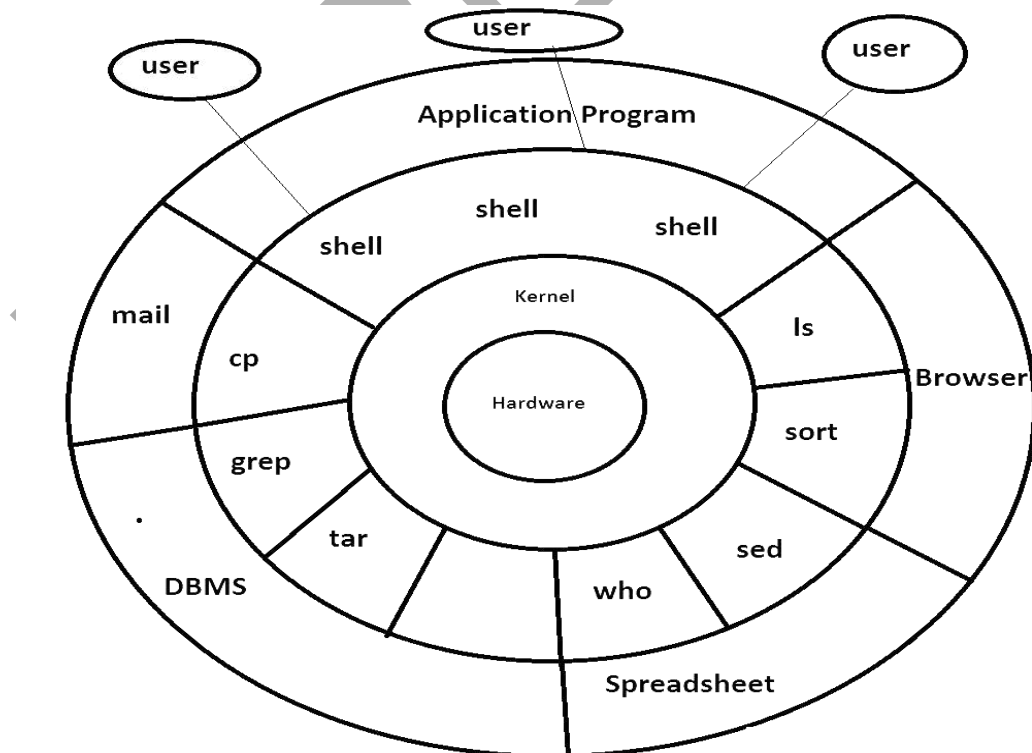 user
user
user
Application Program
shell
shell
shell
Kernel
mail
ls
cp
Browser
Hardware
sort
grep
tar
sed
DBMS
who
Spreadsheet